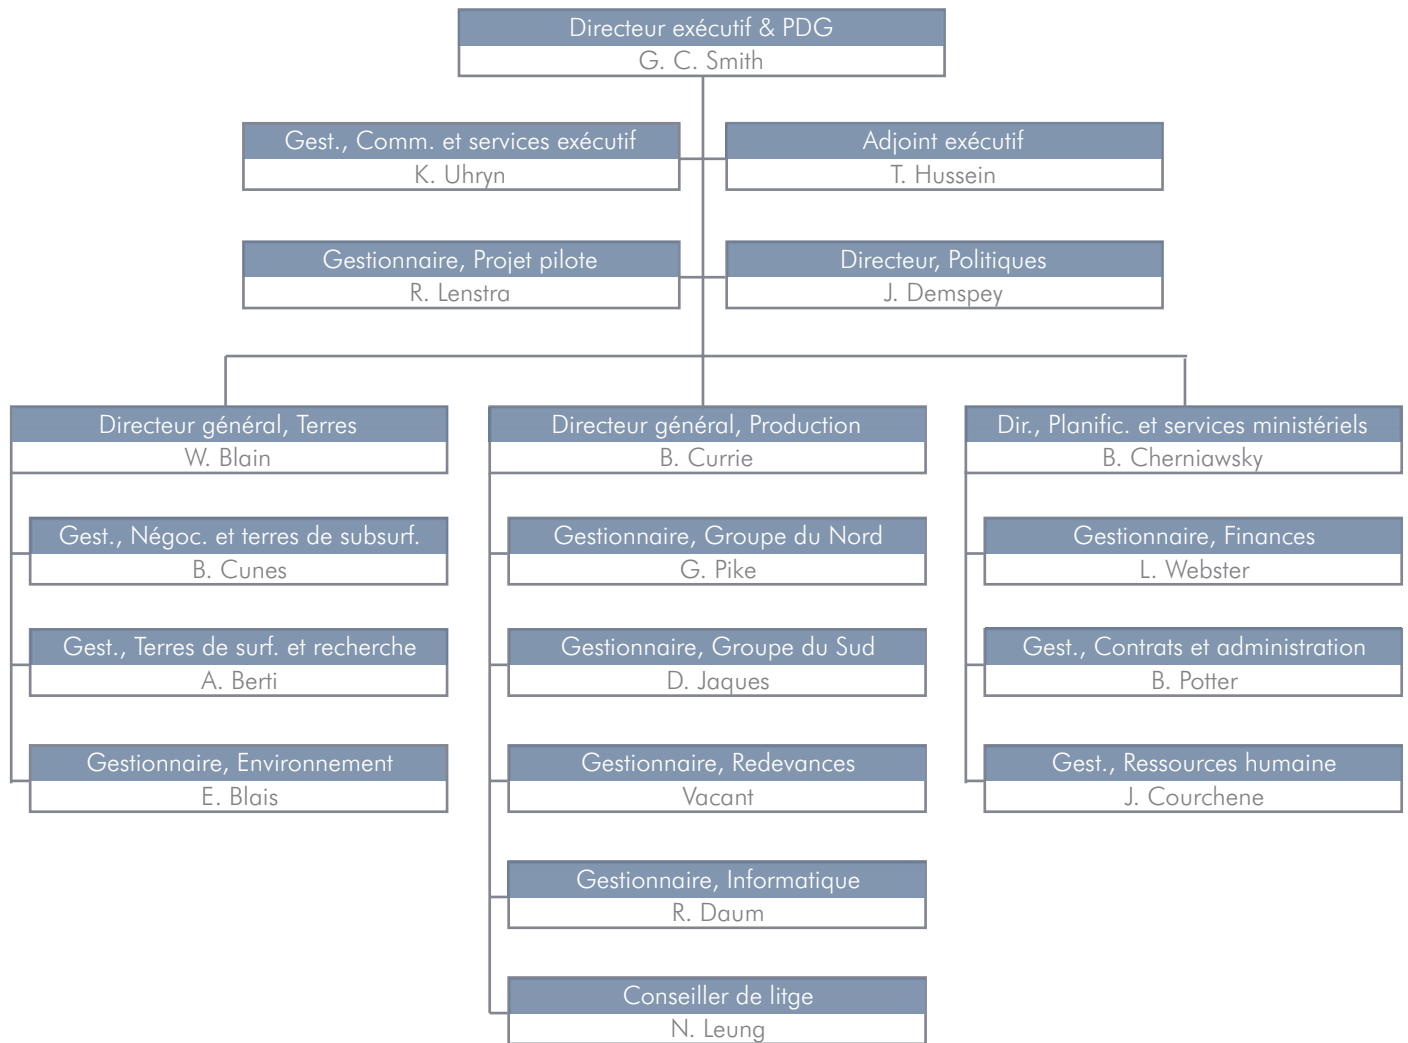 Directeur exécutif & PDG
G. C. Smith
Gest., Comm. et services exécutif
K. Uhryn
Adjoint exécutif
T. Hussein
Gestionnaire, Projet pilote
R. Lenstra
Directeur, Politiques
J. Demspey
Directeur général, Terres
W. Blain
Gest., Négoc. et terres de subsurf.
B. Cunes
Gest., Terres de surf. et recherche
A. Berti
Gestionnaire, Environnement
E. Blais
Directeur général, Production
B. Currie
Gestionnaire, Groupe du Nord
G. Pike
Gestionnaire, Groupe du Sud
D. Jaques
Gestionnaire, Redevances
Vacant
Gestionnaire, Informatique
R. Daum
Conseiller de litge
N. Leung
Dir., Planific. et services ministériels
B. Cherniawsky
Gestionnaire, Finances
L. Webster
Gest., Contrats et administration
B. Potter
Gest., Ressources humaine
J. Courchene